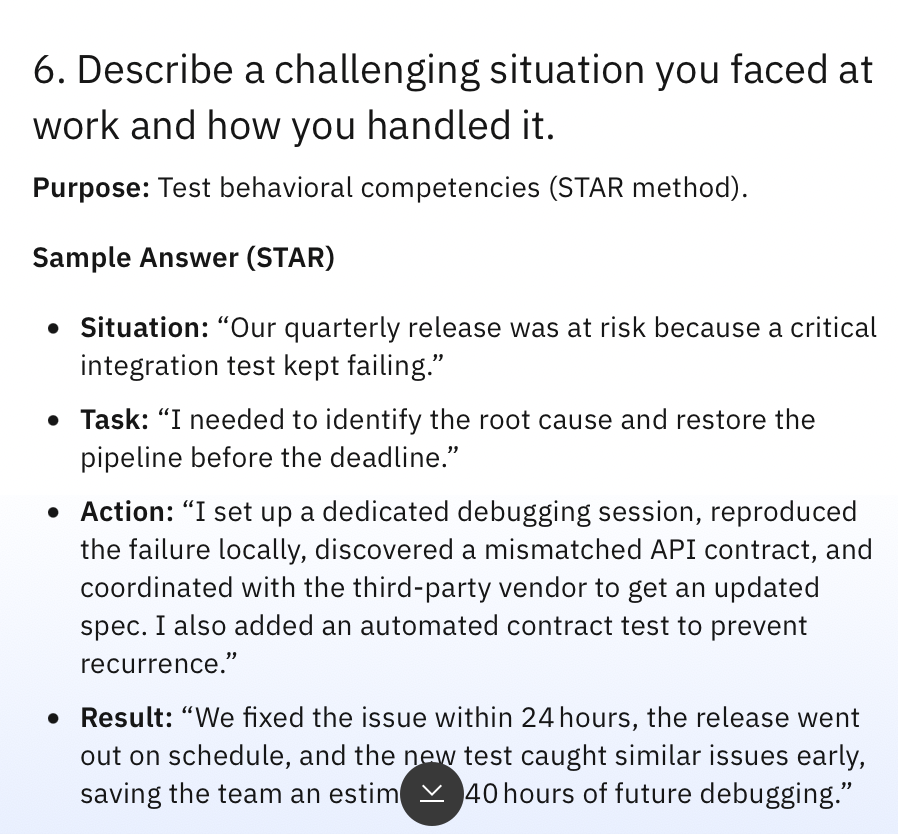 6. Describe a challenging situation you faced at
work and how you handled it.
Purpose: Test behavioral competencies (STAR method).
Sample Answer (STAR)
• Situation: “Our quarterly release was at risk because a critical
integration test kept failing.”
• Task: “I needed to identify the root cause and restore the
pipeline before the deadline.”
• Action: “I set up a dedicated debugging session, reproduced
the failure locally, discovered a mismatched API contract, and
coordinated with the third-party vendor to get an updated
spec. I also added an automated contract test to prevent
recurrence.”
• Result: “We fixed the issue within 24 hours, the release went
out on schedule, and the new test caught similar issues early,
saving the team an estim 40 hours of future debugging.”